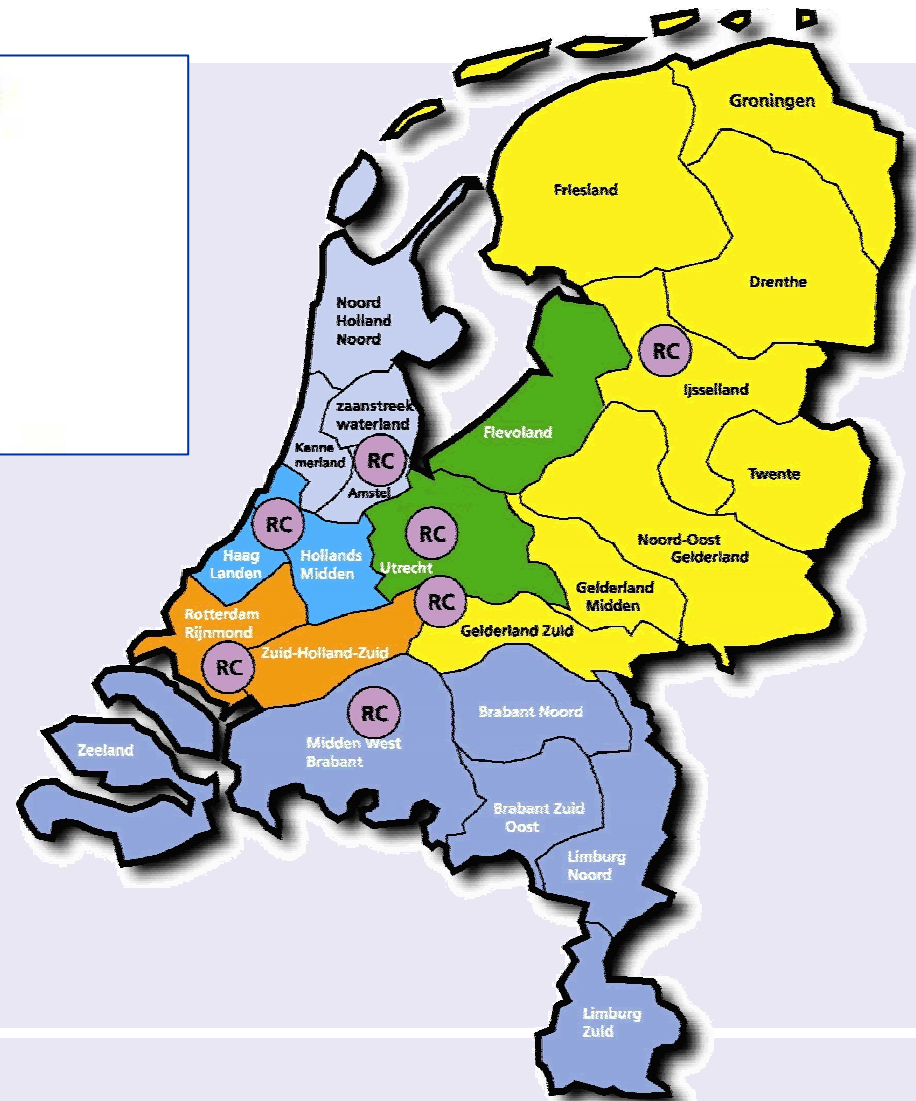 Groningen
Friesland
Drenthe
Noord
Holland
Noord
RC
Ijsselland
zaanstreek
waterland
Flevoland
Kenne
merland
RC
Twente
Amstel
RC
RC
Noord-Oost
Gelderland
Haag
Landen
Hollands
Midden
Utrecht
Gelderland
Midden
RC
Rotterdam
Rijnmond
Gelderland Zuid
Zuid-Holland-Zuid
RC
RC
Brabant Noord
Midden West
Brabant
Zeeland
Brabant Zuid
Oost
Limburg
Noord
Limburg
Zuid